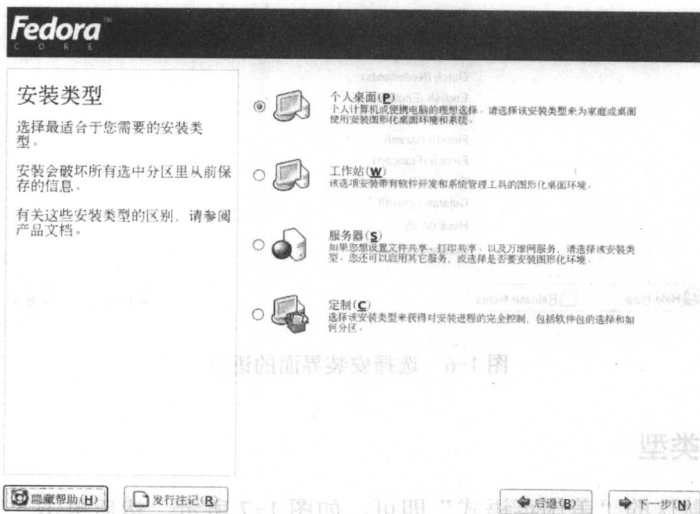 Fedora™
CORE
安装类型
选择最适合于您需要的安装类
型。
安装会破坏所有选中分区里从前保
存的信息。
有关这些安装类型的区别，请参阅
产品文档。
个人桌面(P)
个人计算机或便携电脑的理想选择。请选择该安装类型来为家庭或桌面
使用安装图形化桌面环境和系统。
工作站(W)
该选项安装带有软件开发和系统管理工具的图形化桌面环境。
服务器(S)
如果您想设置文件共享、打印共享、以及万维网服务，请选择该安装类
型。您还可以启用其它服务，或选择是否要安装图形化环境。
定制(C)
选择该安装类型来获得对安装进程的完全控制，包括软件包的选择和如
何分区。
图1-6 选择安装界面的语言
类型
隐藏帮助(H) 发行注记(R) 后退(B) 下一步(N)